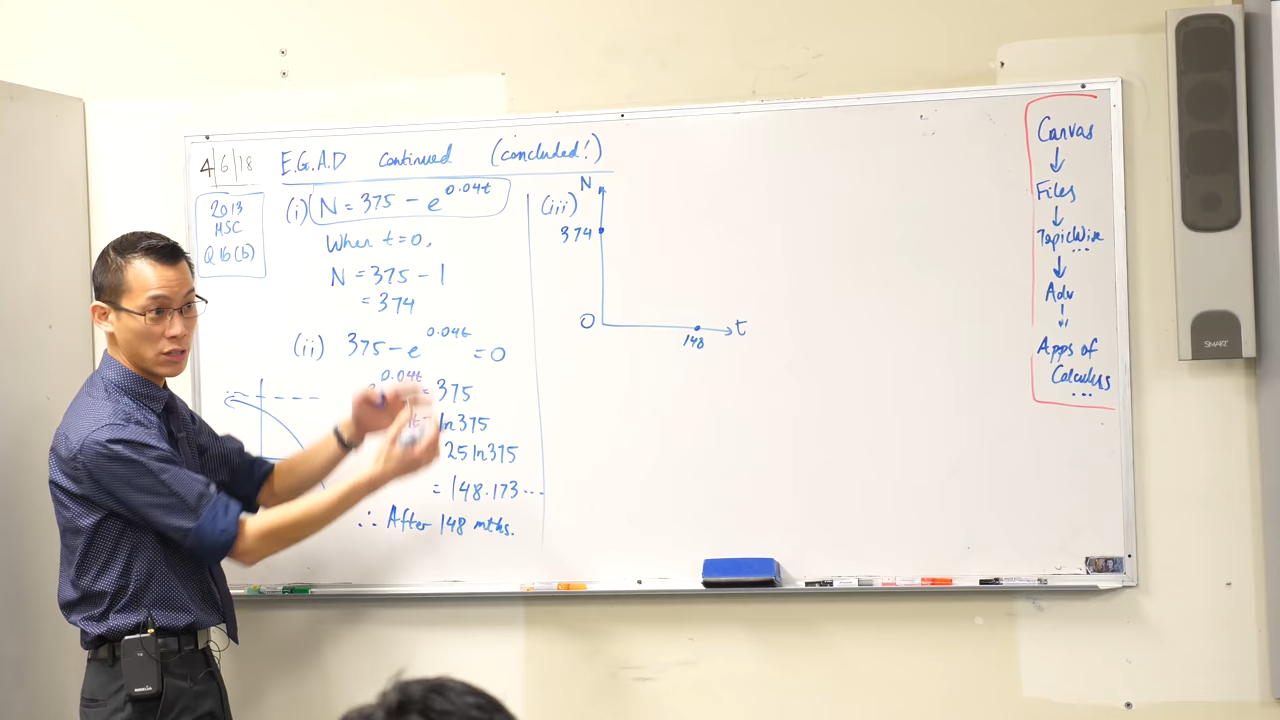 4/6/18 E.G.A.D continued (concluded!)
2013
HSC
Q16(b)
(i) N = 375 - e^0.04t
When t=0,
N = 375 - 1
= 374
(ii) 375 - e^0.04t = 0
0.04t = 375
ln375
25ln375
= 148.173...
∴ After 148 mths.
(iii) N
374
O 148 t
Canvas
↓
Files
↓
TopicWise
...
↓
Adv
↓
Apps of
Calculus
...
SMART